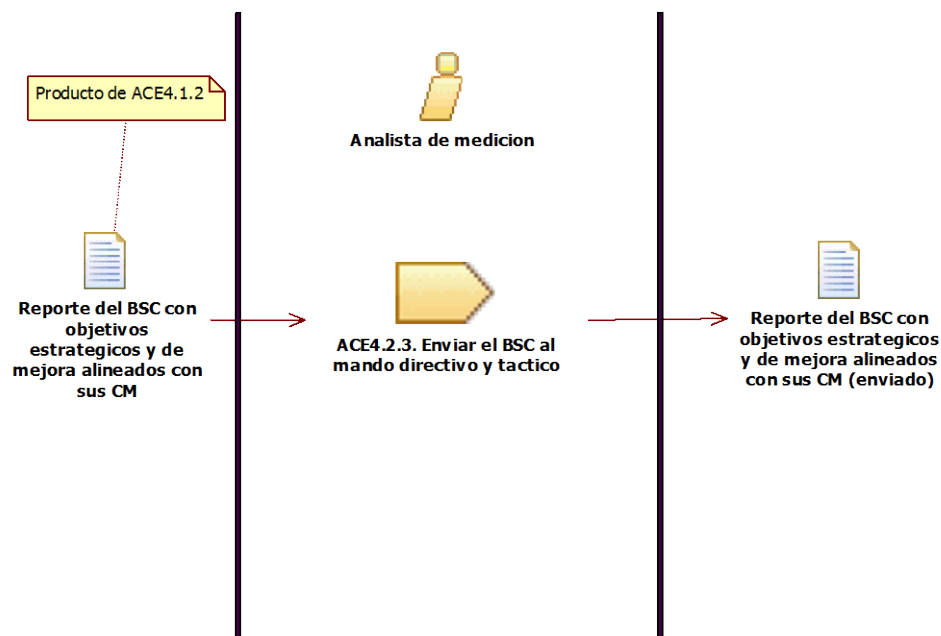 Producto de ACE4.1.2
Analista de medicion
Reporte del BSC con
objetivos
estrategicos y de
mejora alineados con
sus CM
ACE4.2.3. Enviar el BSC al
mando directivo y tactico
Reporte del BSC con
objetivos estrategicos
y de mejora alineados
con sus CM (enviado)